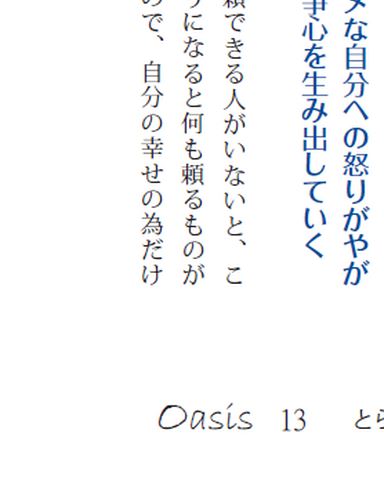 メな自分への怒りがやが
争心を生み出していく
頼できる人がいないと、こ
うになると何も頼るものが
ので、自分の幸せの為だけ
Oasis 13 とら